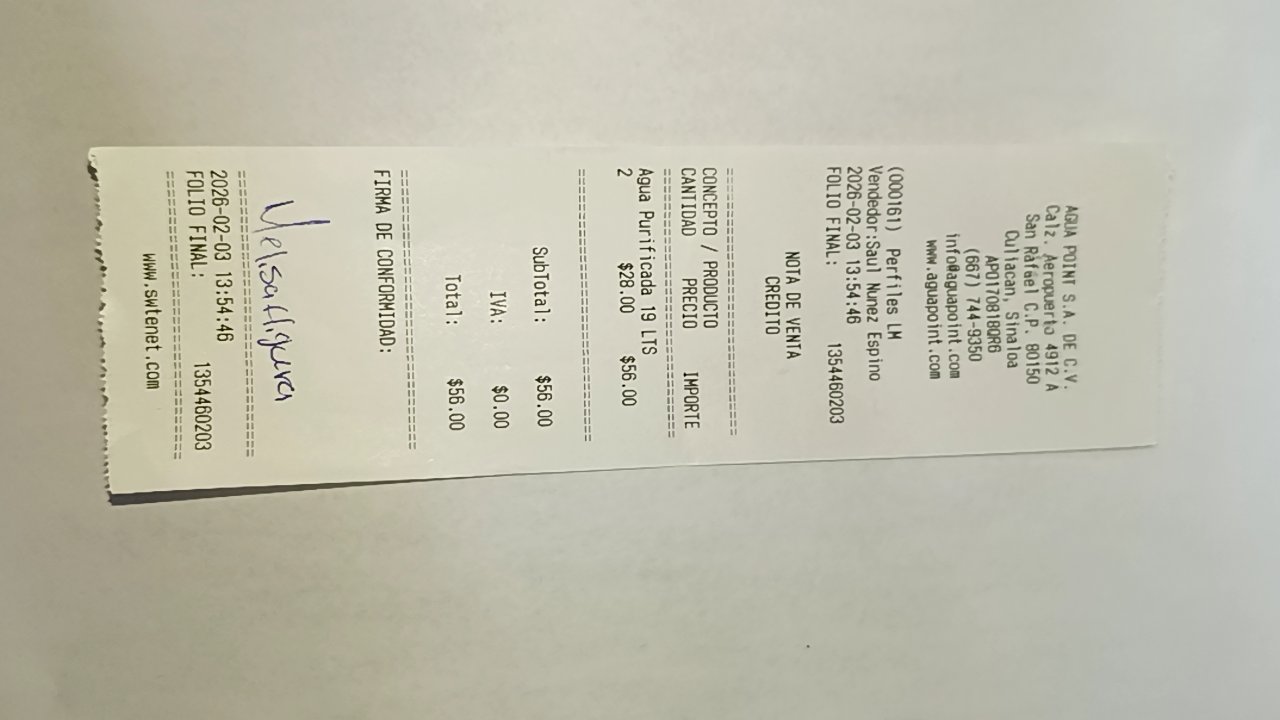 AGUA POINT S.A. DE C.V.
Calz. Aeropuerto 4912 A
San Rafael C.P. 80150
Culiacan, Sinaloa
APO170818QR6
(667) 744-9350
info@aguapoint.com
www.aguapoint.com
(000161) Perfiles LM
Vendedor:Saul Nunez Espino
2026-02-03 13:54:46
FOLIO FINAL: 1354460203
NOTA DE VENTA
CREDITO
==============================
CONCEPTO / PRODUCTO
CANTIDAD PRECIO IMPORTE
==============================
Agua Purificada 19 LTS
2 $28.00 $56.00
==============================
SubTotal: $56.00
IVA: $0.00
Total: $56.00
==============================
FIRMA DE CONFORMIDAD:
==============================
2026-02-03 13:54:46
FOLIO FINAL: 1354460203
==============================
www.swtenet.com